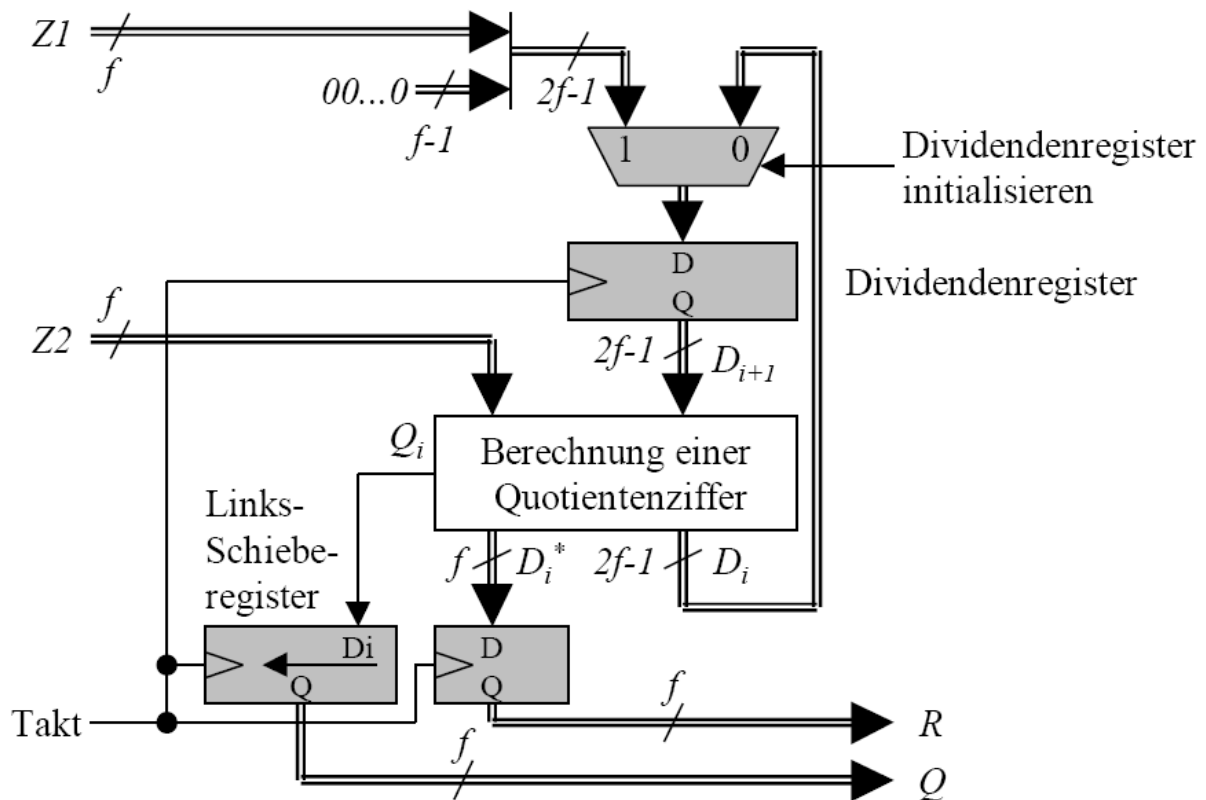 Z1
f
00...0
f-1
2f-1
1
0
Dividendenregister
initialisieren
D
Q
Dividendenregister
f
Z2
2f-1
D_{i+1}
Q_i
Berechnung einer
Quotientenziffer
Links-
Schiebe-
register
f
D_i^*
2f-1
D_i
Di
Q
D
Q
Takt
f
R
f
Q